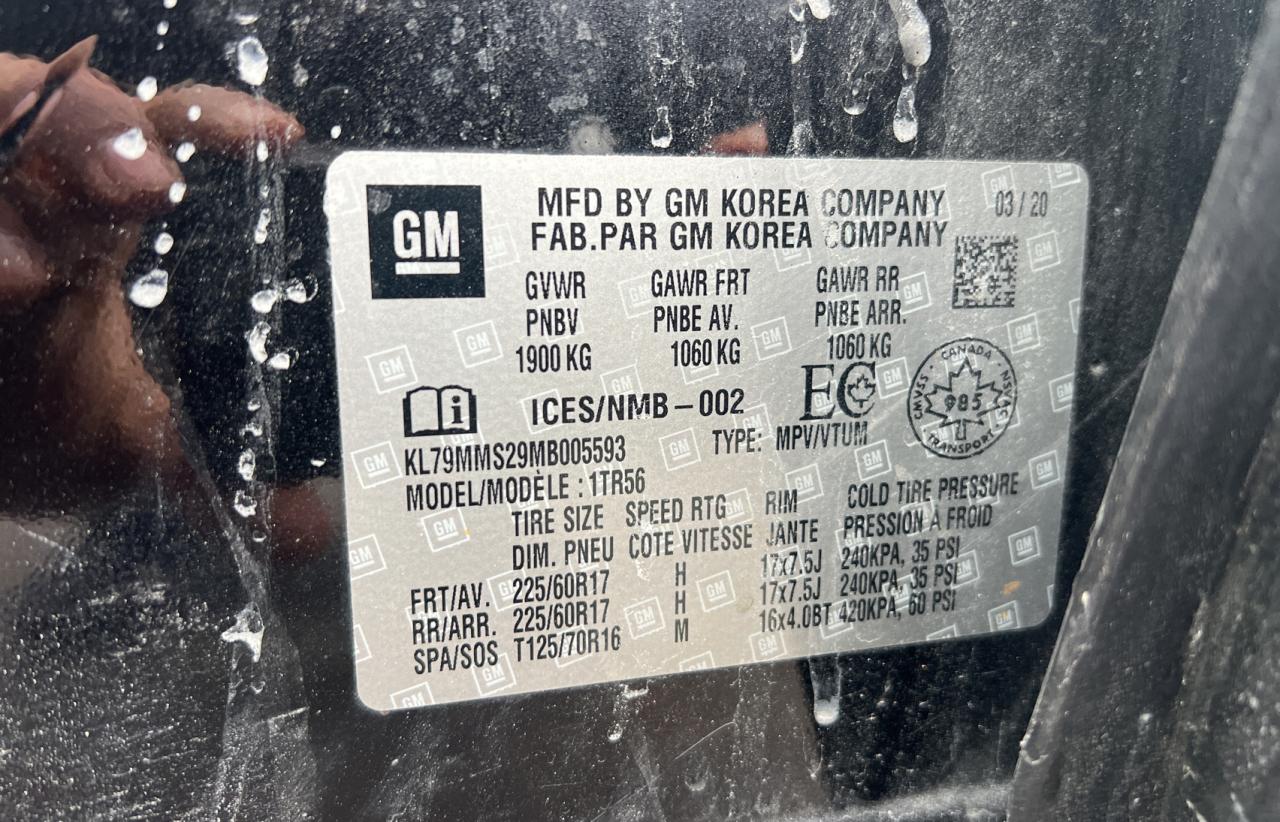 GM
MFD BY GM KOREA COMPANY 03 / 20
FAB.PAR GM KOREA COMPANY
GVWR GAWR FRT GAWR RR
PNBV PNBE AV. PNBE ARR.
1900 KG 1060 KG 1060 KG
ICES/NMB-002 EC
CANADA CMVSS NSVAC 985 TRANSPORT
KL79MMS29MB005593 TYPE: MPV/VTUM
MODEL/MODÈLE : 1TR56
TIRE SIZE SPEED RTG RIM COLD TIRE PRESSURE
DIM. PNEU COTE VITESSE JANTE PRESSION A FROID
FRT/AV. 225/60R17 H 17x7.5J 240KPA, 35 PSI
RR/ARR. 225/60R17 H 17x7.5J 240KPA, 35 PSI
SPA/SOS T125/70R16 M 16x4.0BT 420KPA, 60 PSI